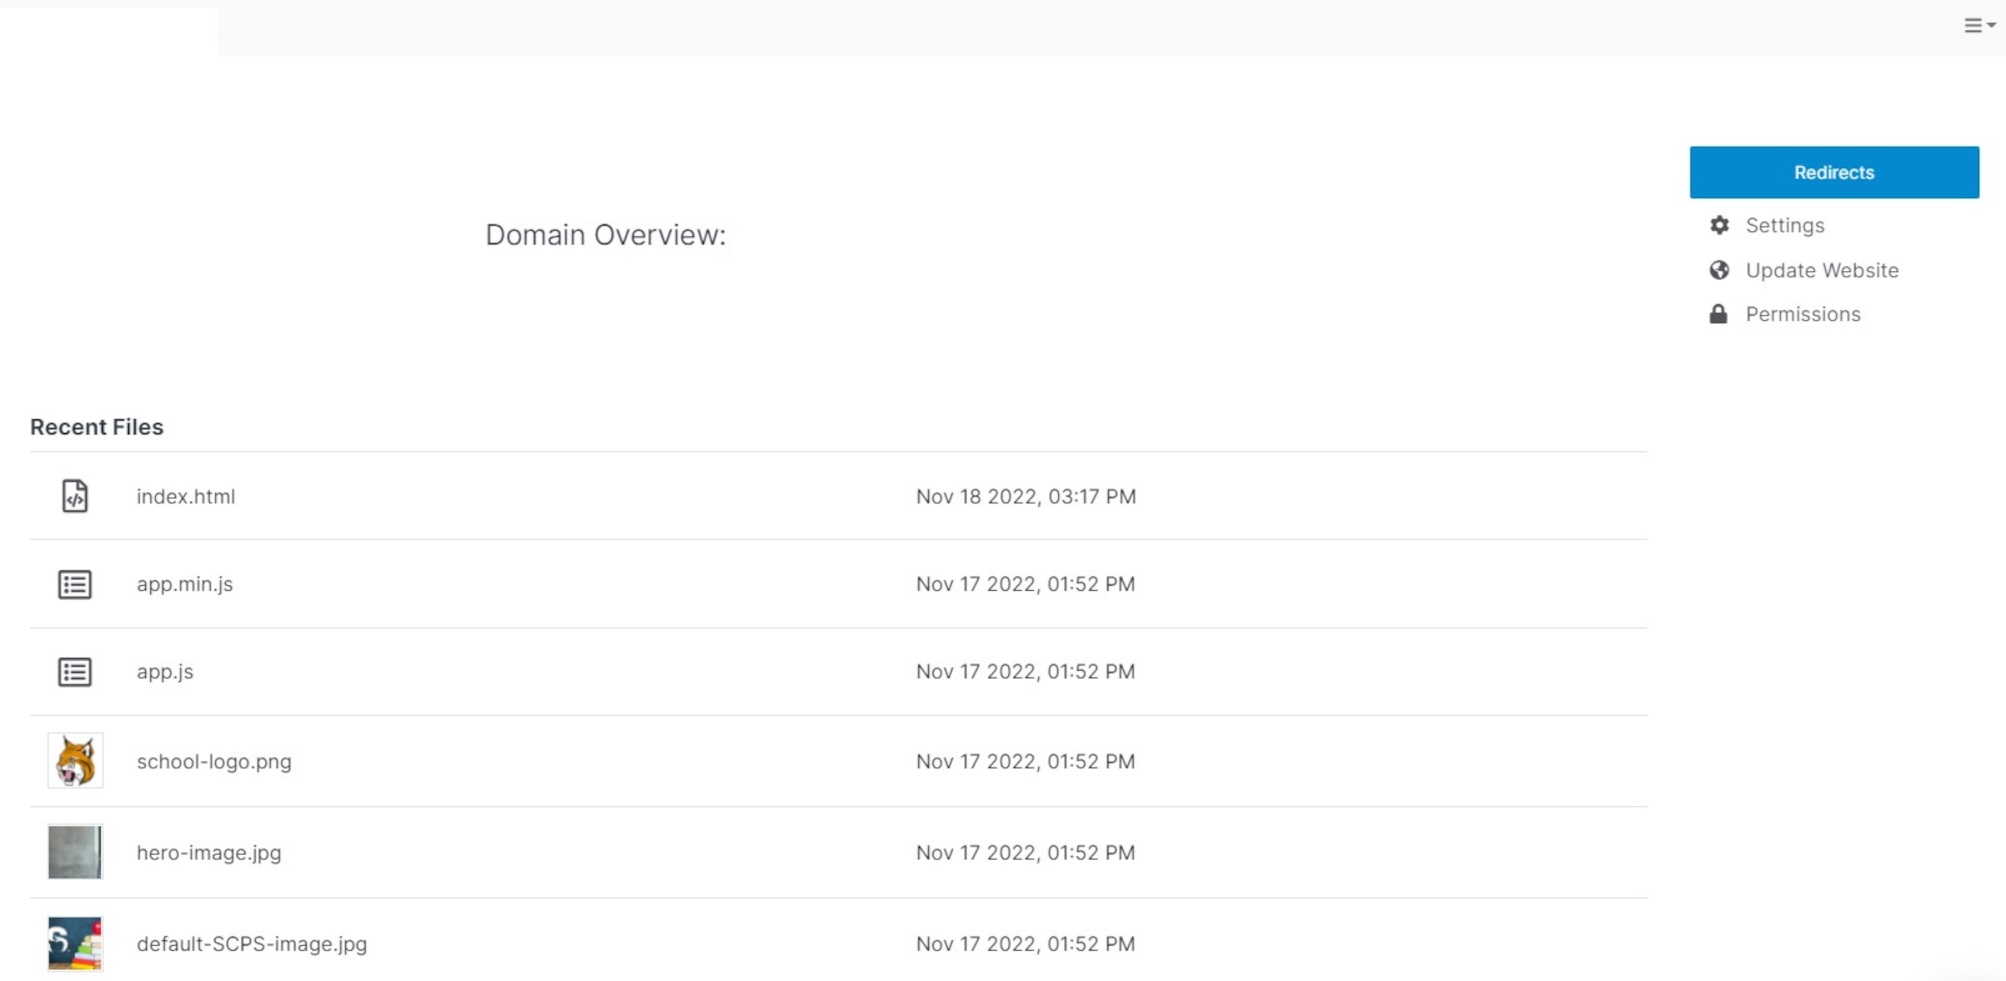 Redirects
Domain Overview:
Settings
Update Website
Permissions
Recent Files
index.html Nov 18 2022, 03:17 PM
app.min.js Nov 17 2022, 01:52 PM
app.js Nov 17 2022, 01:52 PM
school-logo.png Nov 17 2022, 01:52 PM
hero-image.jpg Nov 17 2022, 01:52 PM
default-SCPS-image.jpg Nov 17 2022, 01:52 PM